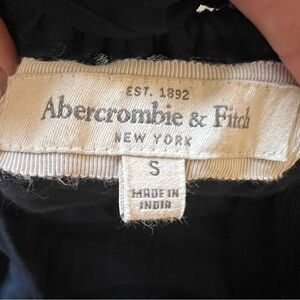 EST. 1892
Abercrombie & Fitch
NEW YORK
S
MADE IN
INDIA